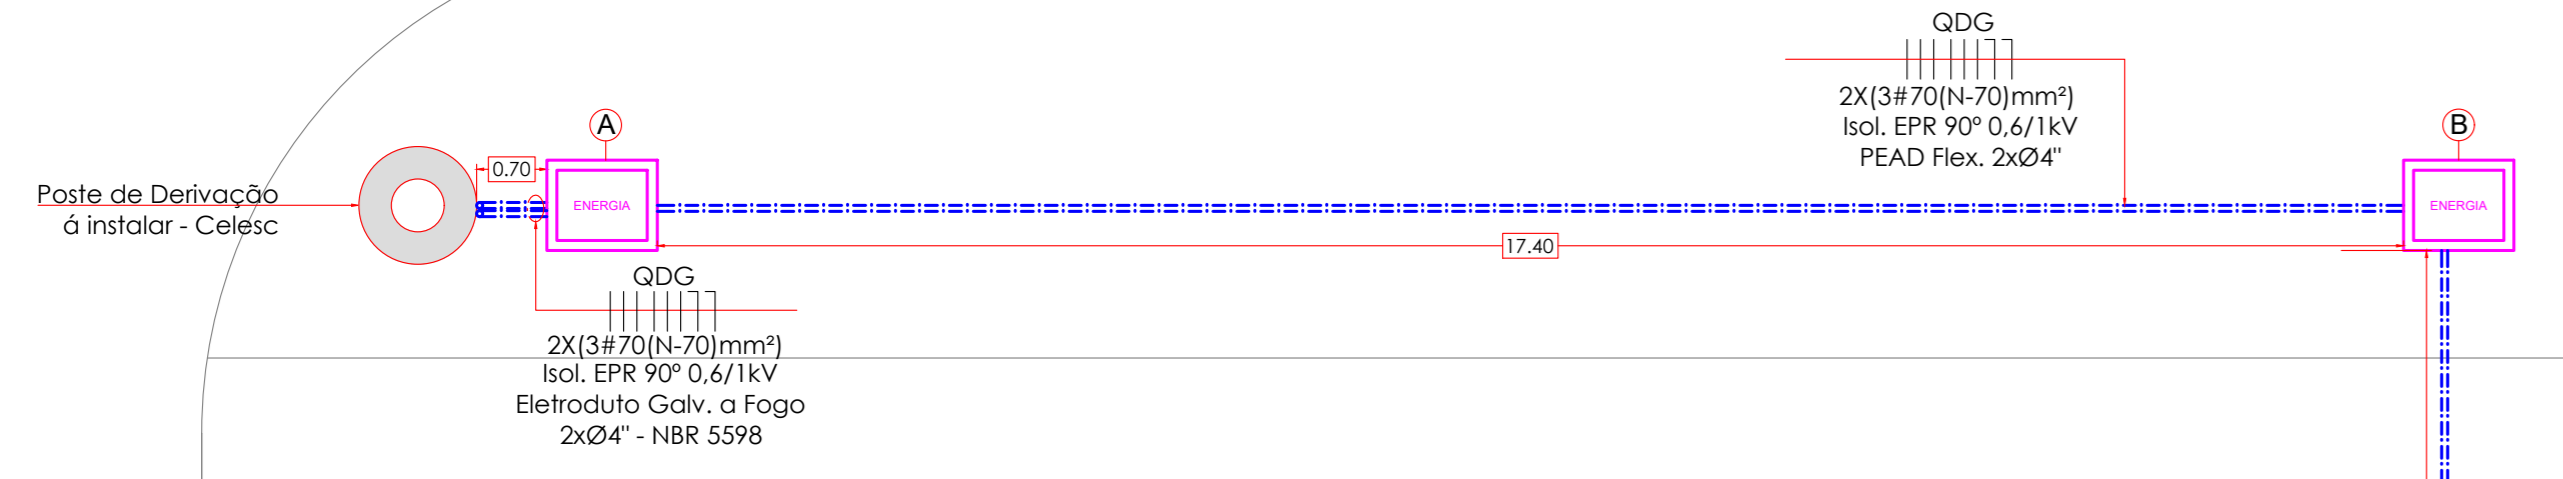 QDG
2X(3#70(N-70)mm²)
Isol. EPR 90º 0,6/1kV
PEAD Flex. 2xØ4"
A
B
0.70
Poste de Derivação
á instalar - Celesc
ENERGIA
ENERGIA
17.40
QDG
2X(3#70(N-70)mm²)
Isol. EPR 90º 0,6/1kV
Eletroduto Galv. a Fogo
2xØ4" - NBR 5598